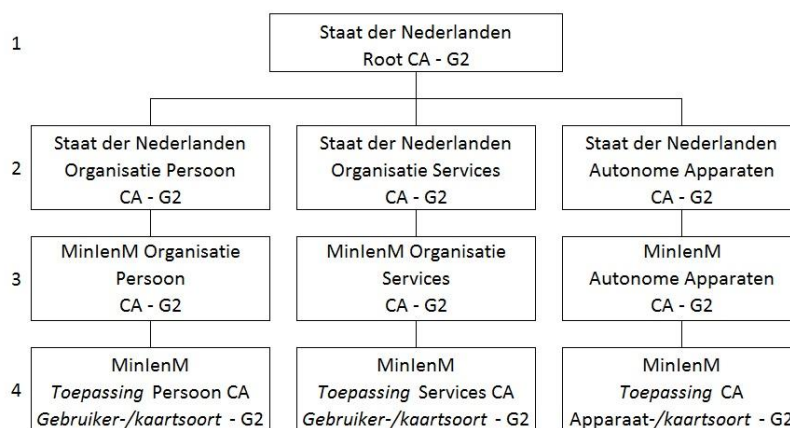 1
Staat der Nederlanden
Root CA - G2
2
Staat der Nederlanden
Organisatie Persoon
CA - G2
Staat der Nederlanden
Organisatie Services
CA - G2
Staat der Nederlanden
Autonome Apparaten
CA - G2
3
MinIenM Organisatie
Persoon
CA - G2
MinIenM Organisatie
Services
CA - G2
MinIenM
Autonome Apparaten
CA - G2
4
MinIenM
Toepassing Persoon CA
Gebruiker-/kaartsoort - G2
MinIenM
Toepassing Services CA
Gebruiker-/kaartsoort - G2
MinIenM
Toepassing CA
Apparaat-/kaartsoort - G2